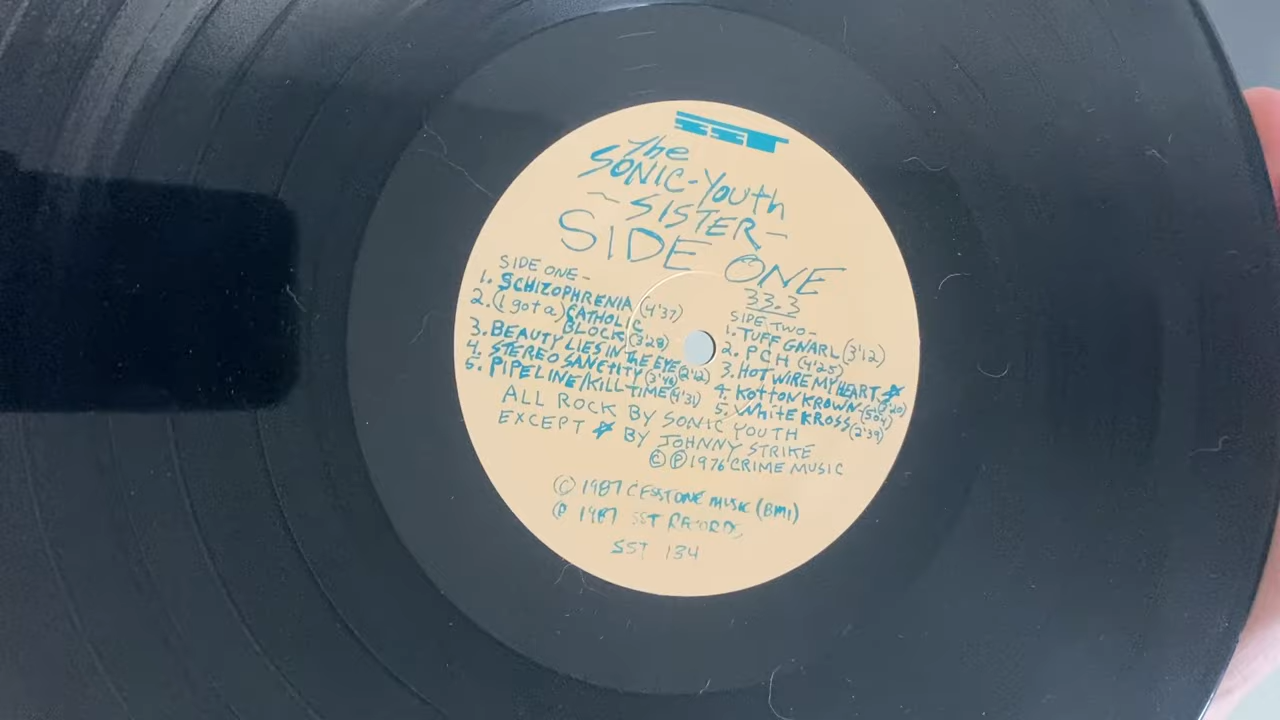 SST
The
SONIC-YOUTH
~ SISTER -
SIDE ONE
33.3
SIDE ONE-
1. SCHIZOPHRENIA (4'37)
2. (I got a) CATHOLIC
BLOCK (3'28)
3. BEAUTY LIES IN THE EYE (2'12)
4. STEREO SANCTITY (3'46)
5. PIPELINE/KILL TIME (4'31)
SIDE TWO-
1. TUFF GNARL (3'12)
2. PCH (4'25)
3. HOT WIRE MY HEART ☆
4. KOTTON KROWN (5'04)
5. WHITE KROSS (2'39)
ALL ROCK BY SONIC YOUTH
EXCEPT ☆ BY JOHNNY STRIKE
© ℗ 1976 CRIME MUSIC
© 1987 CESSTONE MUSIC (BMI)
℗ 1987 SST RECORDS
SST 134